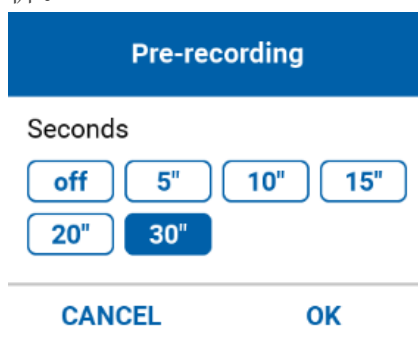 Pre-recording
Seconds
off 5" 10" 15"
20" 30"
CANCEL OK